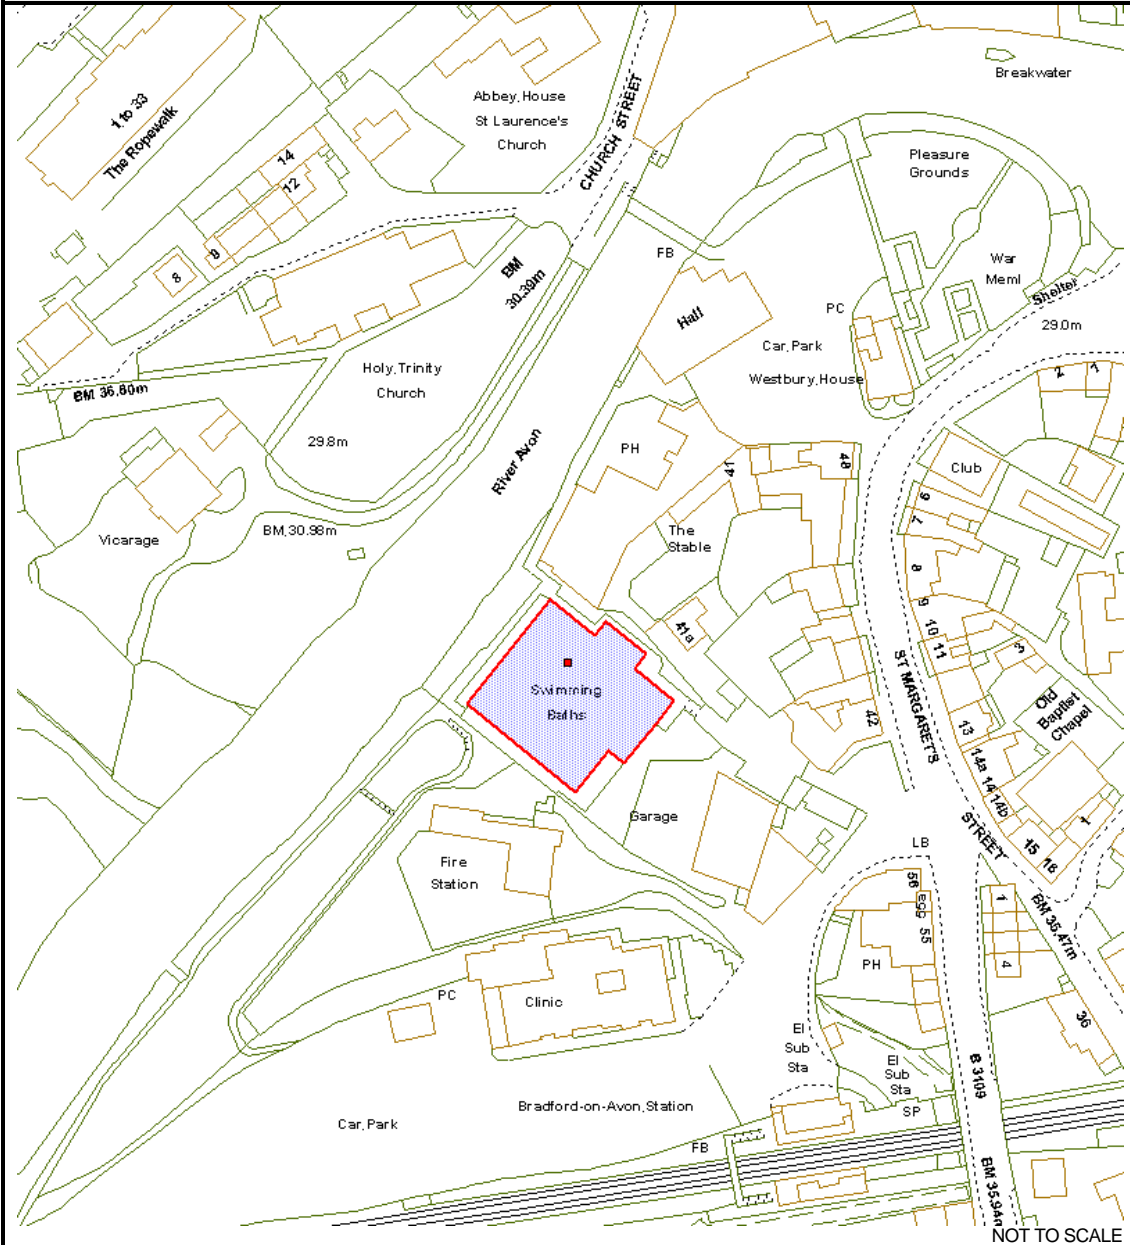 Breakwater
CHURCH STREET
Abbey, House
St Laurence's
Church
1 to 33
The Ropewalk
Pleasure
Grounds
14
12
9
8
BM
30.39m
FB
War
Meml
Shelter
29.0m
PC
Hall
Car, Park
Westbury, House
Holy, Trinity
Church
BM 36.60m
2
1
29.8m
River Avon
PH
41
48
Club
6
7
BM, 30.98m
Vicarage
The
Stable
8
9
10
11
41a
3
Swimming
Baths
ST MARGARET'S
STREET
Old
Baptist
Chapel
42
13
14a
14
14b
15
16
1
Garage
LB
Fire
Station
56
55
1
4
BM 35.47m
PH
PC
Clinic
36
El
Sub
Sta
El
Sub
Sta
B 3109
SP
Bradford-on-Avon, Station
Car, Park
FB
BM 35.94m
NOT TO SCALE